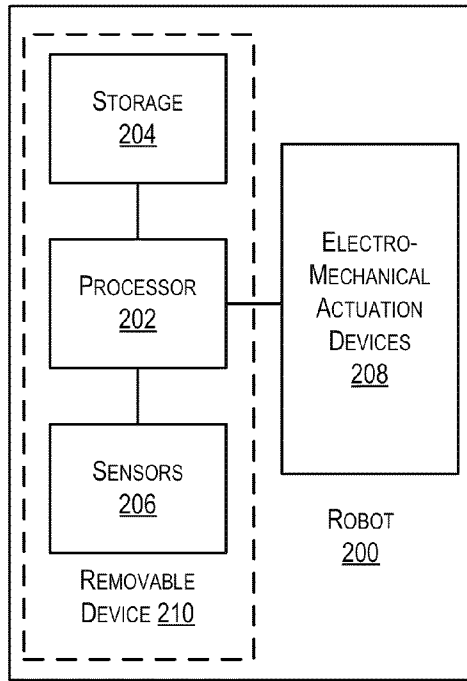 STORAGE
204
PROCESSOR
202
SENSORS
206
REMOVABLE
DEVICE 210
ELECTRO-
MECHANICAL
ACTUATION
DEVICES
208
ROBOT
200